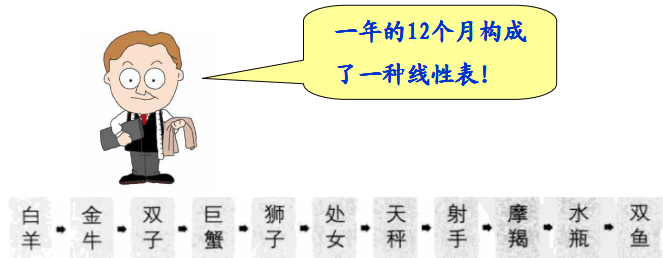 一年的12个月构成
了一种线性表!
白羊 ➡ 金牛 ➡ 双子 ➡ 巨蟹 ➡ 狮子 ➡ 处女 ➡ 天秤 ➡ 射手 ➡ 摩羯 ➡ 水瓶 ➡ 双鱼